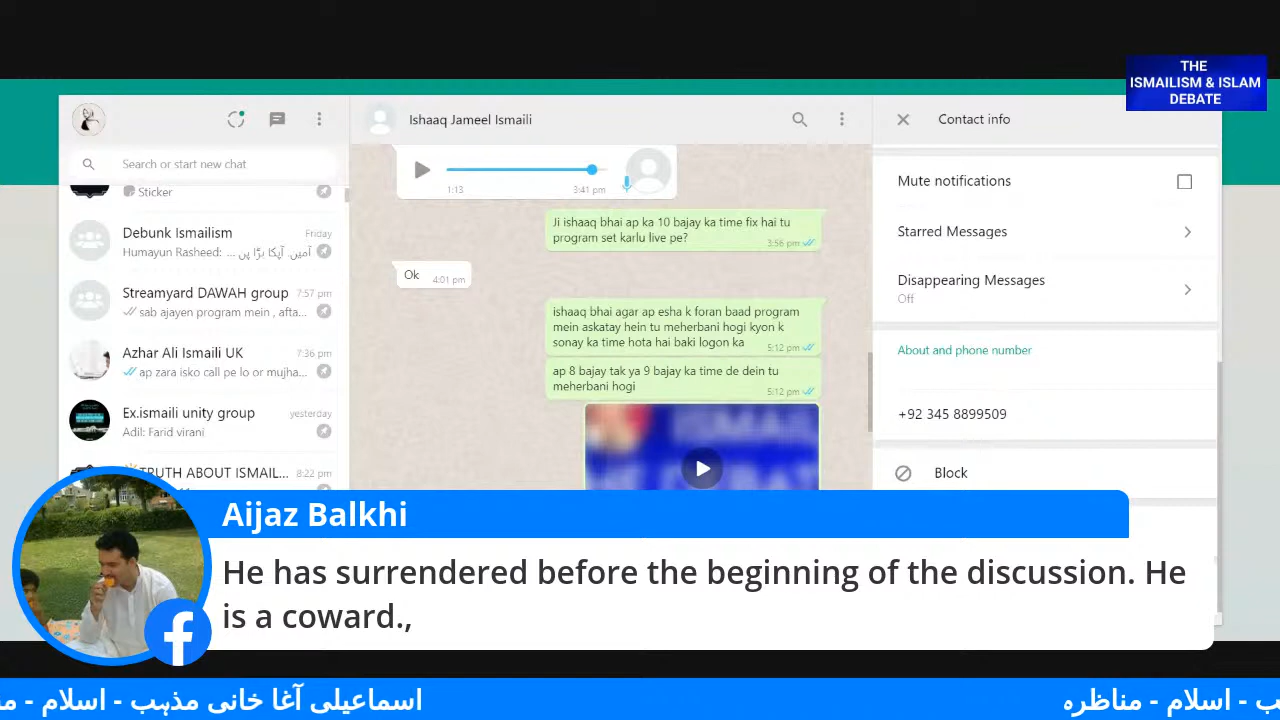 THE
ISMAILISM & ISLAM
DEBATE
Search or start new chat
Sticker
Debunk Ismailism
Friday
Humayun Rasheed: آمین۔ آپکا بڑا پن ...
Streamyard DAWAH group
7:57 pm
sab ajayen program mein , afta...
Azhar Ali Ismaili UK
7:36 pm
ap zara isko call pe lo or mujha...
Ex.ismaili unity group
yesterday
Adil: Farid virani
TRUTH ABOUT ISMAIL...
8:22 pm
Ishaaq Jameel Ismaili
1:13
3:41 pm
Ji ishaaq bhai ap ka 10 bajay ka time fix hai tu
program set karlu live pe?
3:56 pm
Ok
4:01 pm
ishaaq bhai agar ap esha k foran baad program
mein askatay hein tu meherbani hogi kyon k
sonay ka time hota hai baki logon ka
5:12 pm
ap 8 bajay tak ya 9 bajay ka time de dein tu
meherbani hogi
5:12 pm
Contact info
Mute notifications
Starred Messages
Disappearing Messages
Off
About and phone number
+92 345 8899509
Block
Aijaz Balkhi
He has surrendered before the beginning of the discussion. He
is a coward.,
اسماعیلی آغا خانی مذہب - اسلام - م
ب - اسلام - مناظرہ